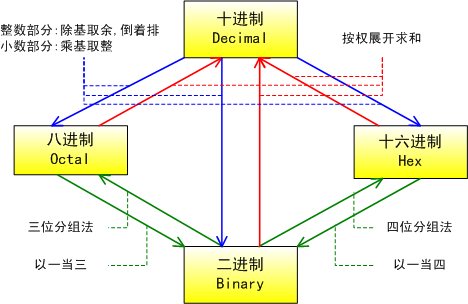 整数部分:除基取余,倒着排
小数部分:乘基取整
十进制
Decimal
按权展开求和
八进制
Octal
十六进制
Hex
三位分组法
四位分组法
以一当三
二进制
Binary
以一当四